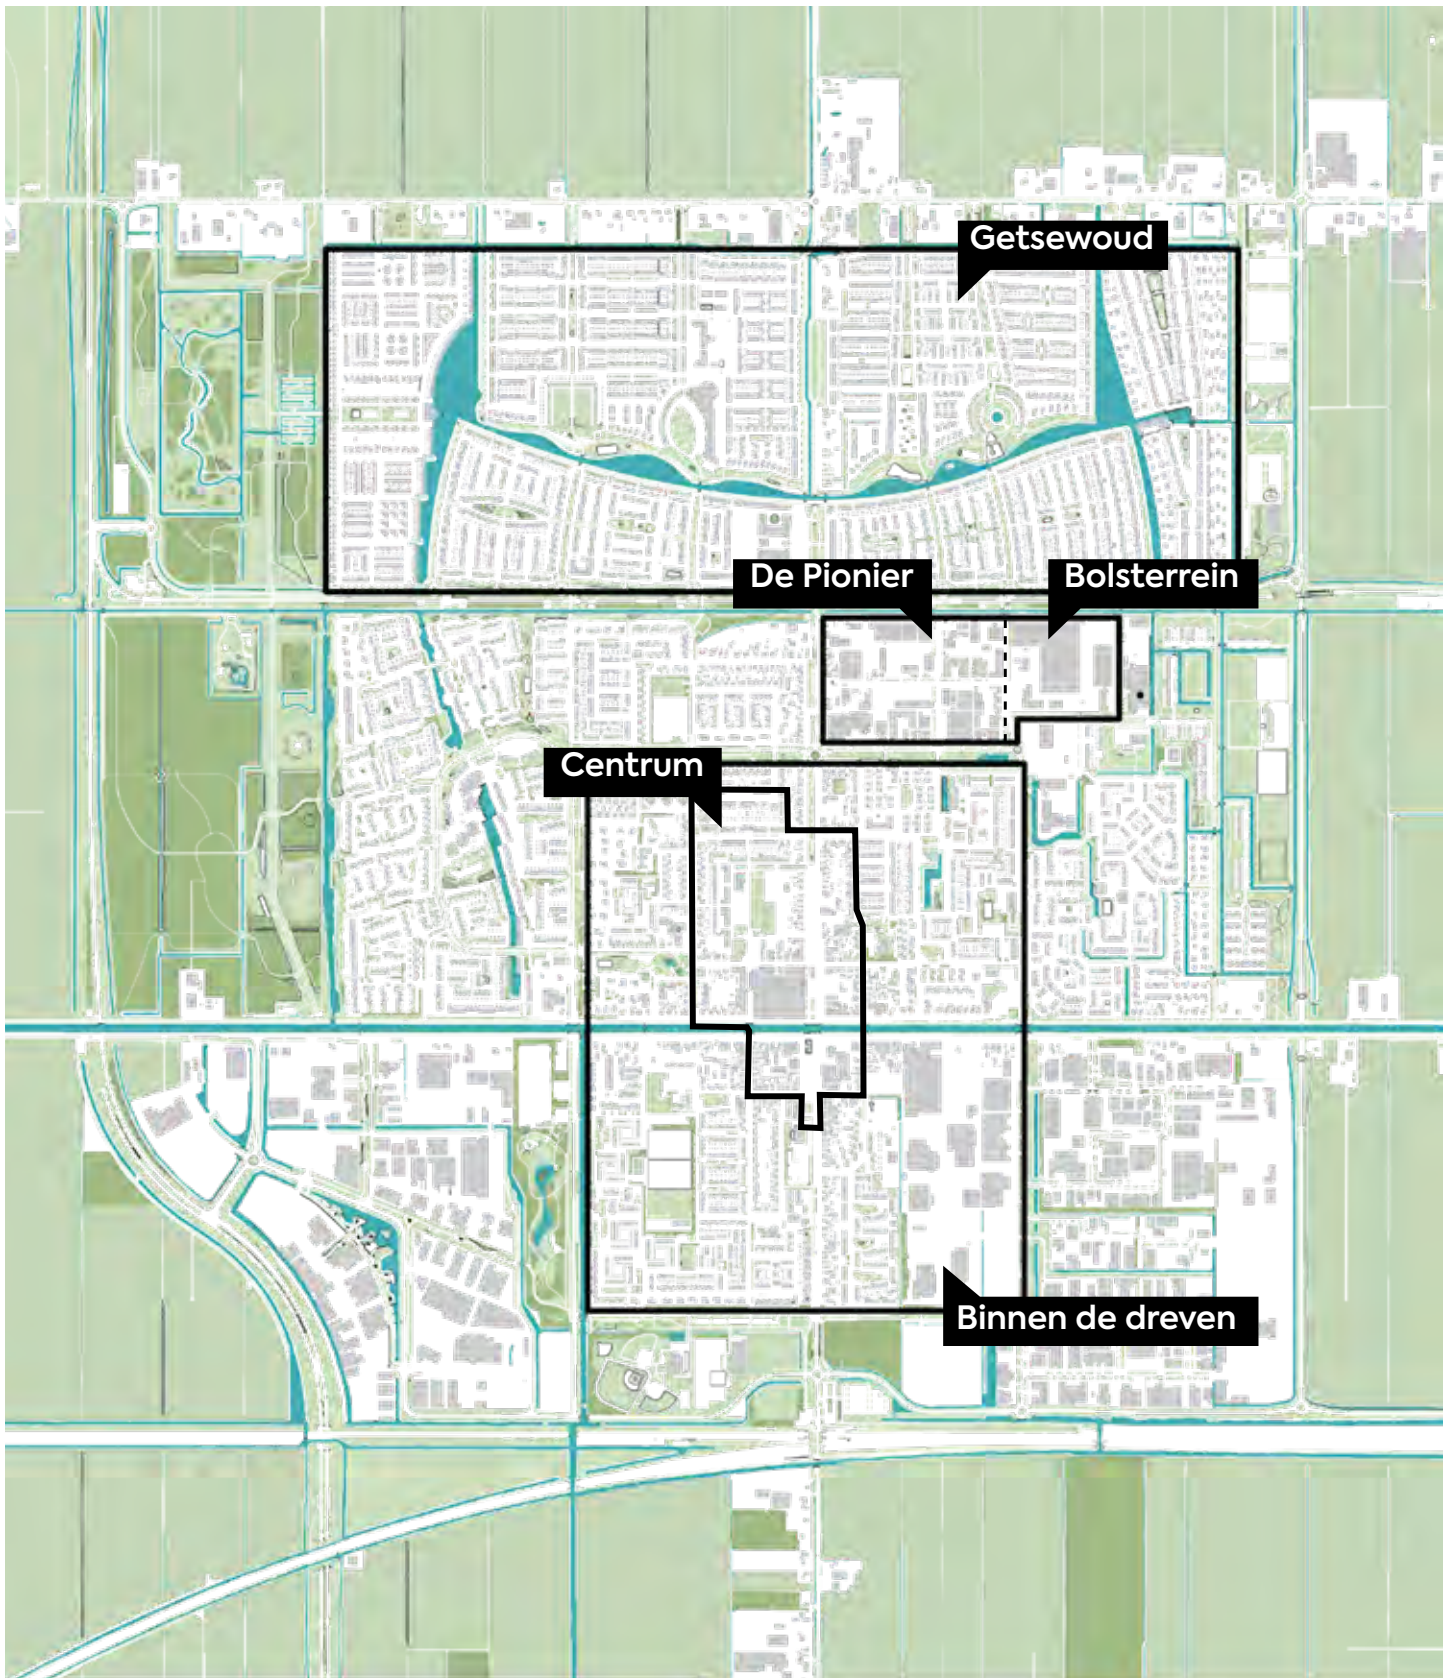 Getsewoud
De Pionier
Bolsterrein
Centrum
Binnen de dreven